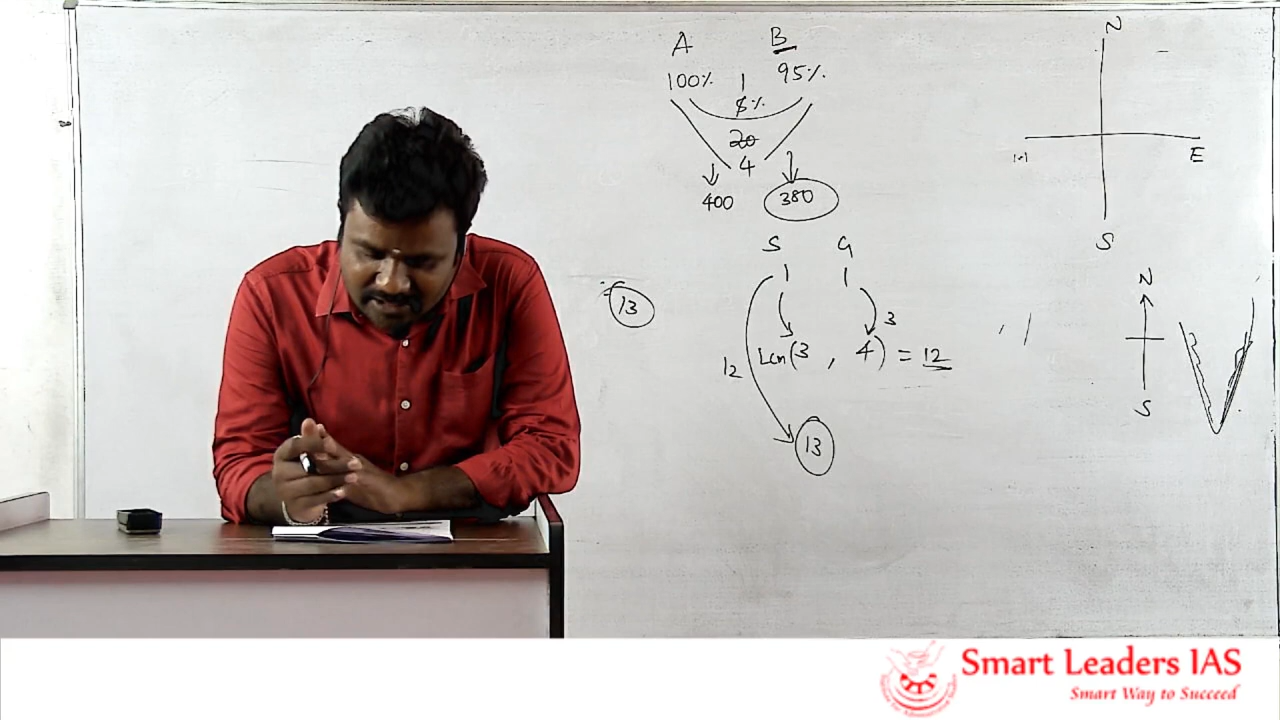 A B
100% 1 95%
5%
20
4
400 380
S G
1 1
3
Lcm(3 , 4) = 12
12
13
13
N
E
S
N
S
Smart Leaders IAS
Smart Way to Succeed